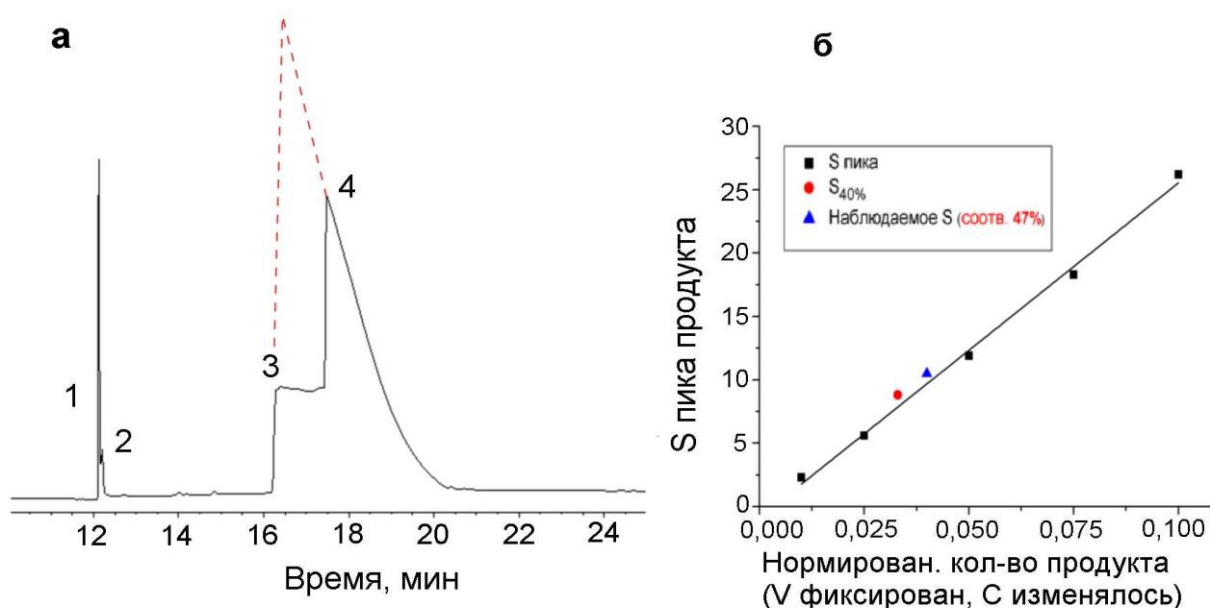 а
1
2
3
4
12
14
16
18
20
22
24
Время, мин
б
30
25
20
15
10
5
0
S пика
S40%
Наблюдаемое S (соотв. 47%)
S пика продукта
0,000
0,025
0,050
0,075
0,100
Нормирован. кол-во продукта
(V фиксирован, С изменялось)